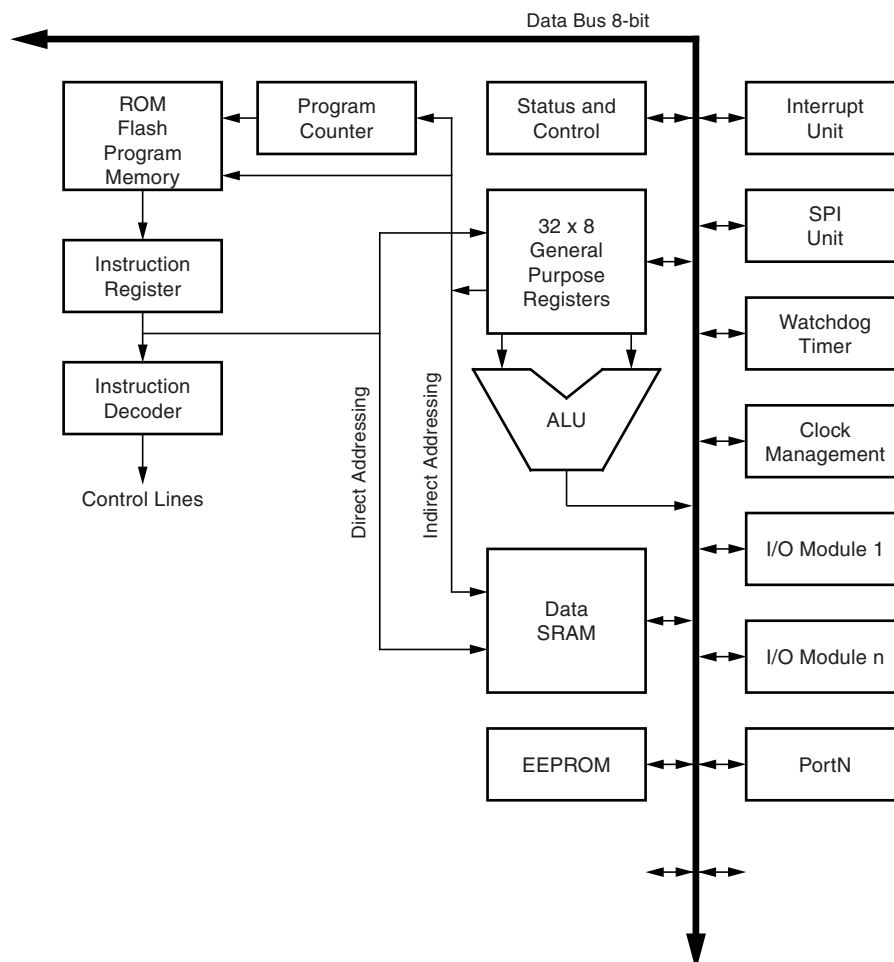 Data Bus 8-bit
ROM
Flash
Program
Memory
Program
Counter
Status and
Control
Interrupt
Unit
32 x 8
General
Purpose
Registers
SPI
Unit
Instruction
Register
Watchdog
Timer
Instruction
Decoder
ALU
Clock
Management
Control Lines
Direct Addressing
Indirect Addressing
I/O Module 1
Data
SRAM
I/O Module n
EEPROM
PortN